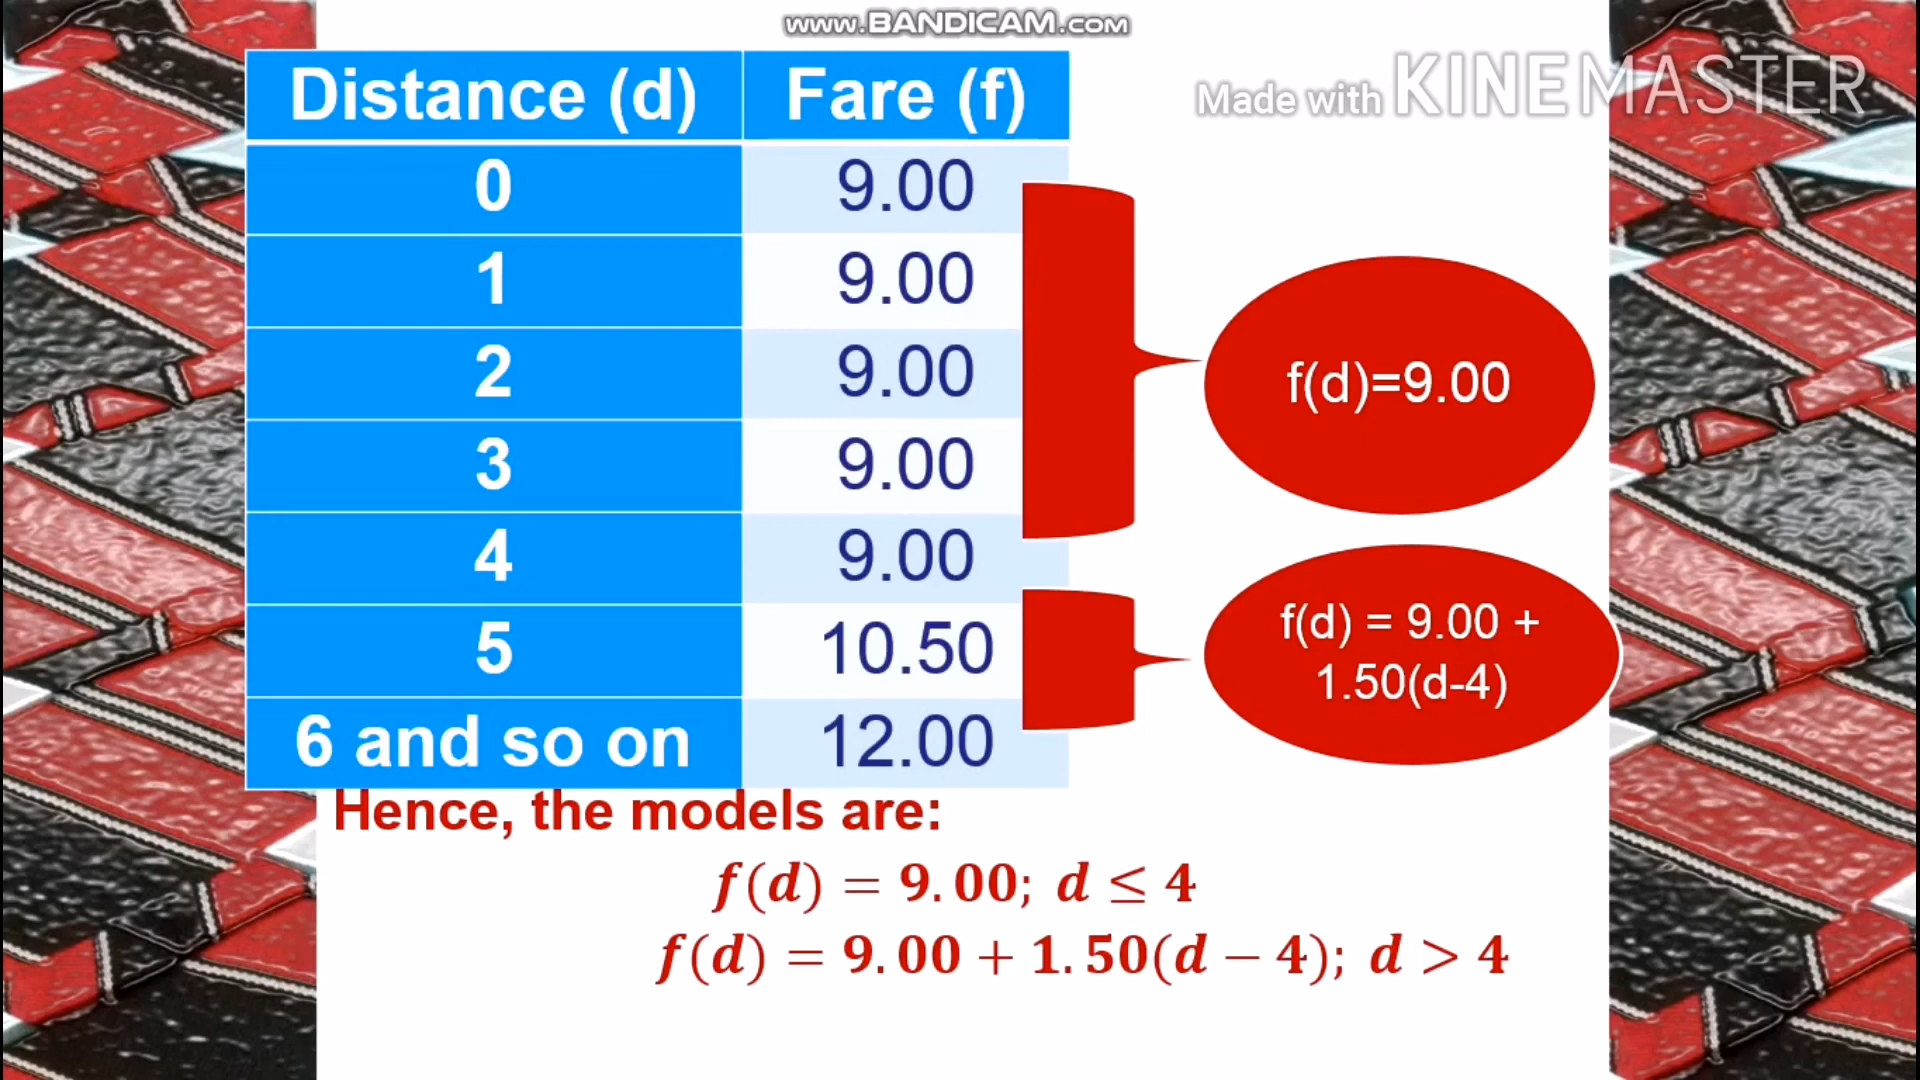 www.BANDICAM.com
Made with KINEMASTER
Distance (d) Fare (f)
0 9.00
1 9.00
2 9.00
3 9.00
4 9.00
5 10.50
6 and so on 12.00
f(d)=9.00
f(d) = 9.00 +
1.50(d-4)
Hence, the models are:
f(d) = 9.00; d ≤ 4
f(d) = 9.00 + 1.50(d − 4); d > 4